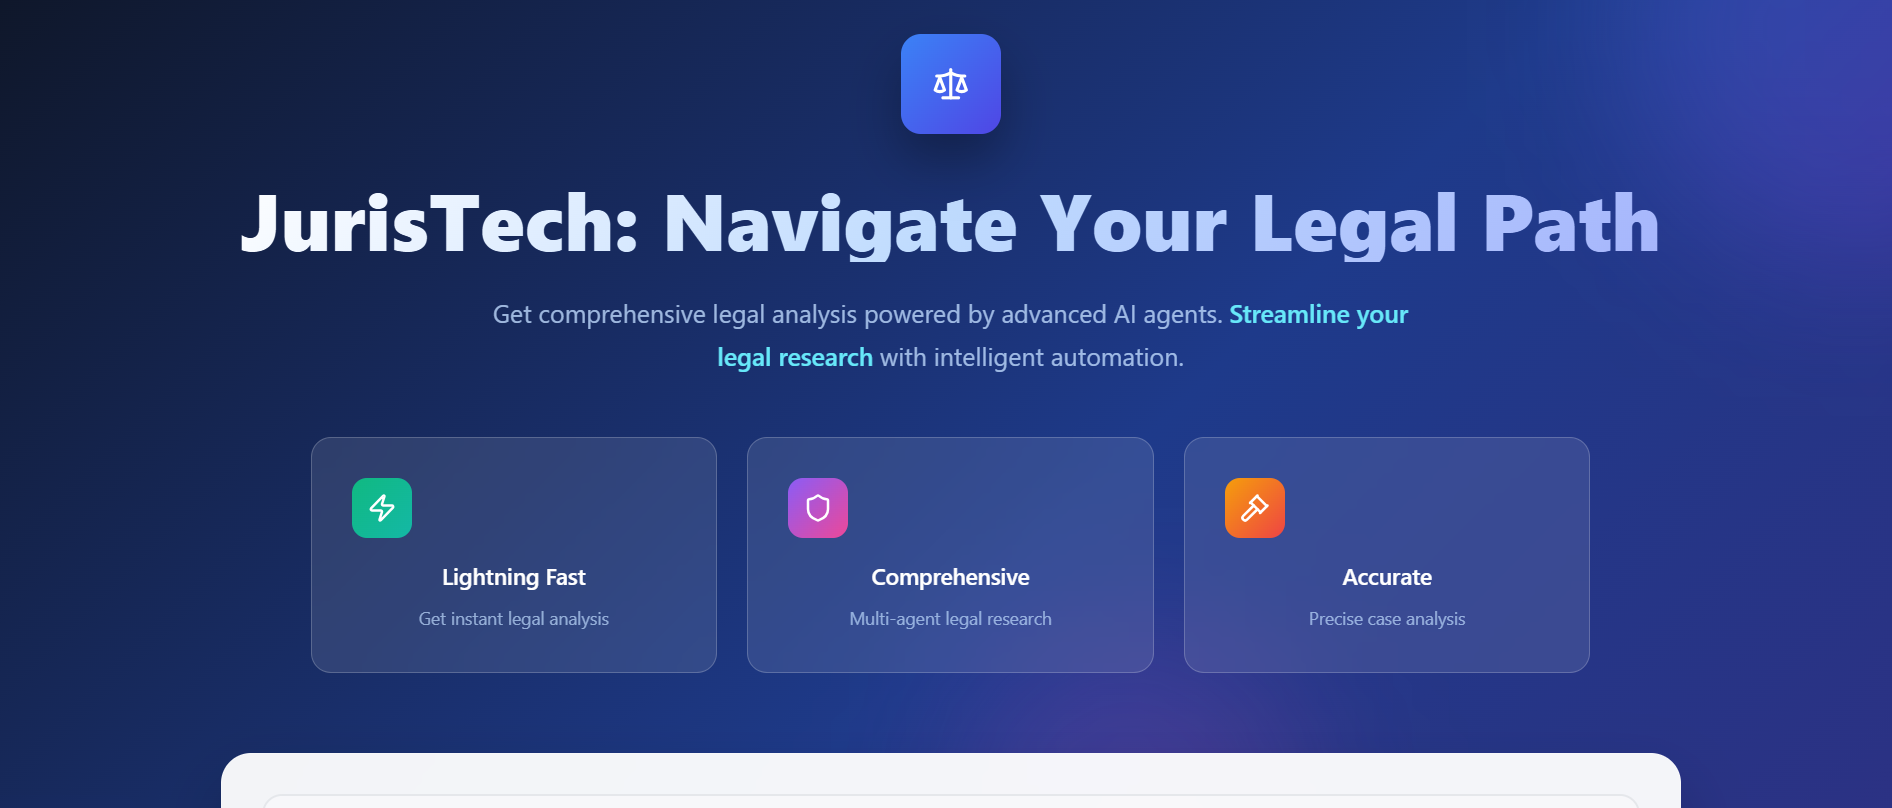 JurisTech: Navigate Your Legal Path
Get comprehensive legal analysis powered by advanced AI agents. Streamline your
legal research with intelligent automation.
Lightning Fast
Get instant legal analysis
Comprehensive
Multi-agent legal research
Accurate
Precise case analysis